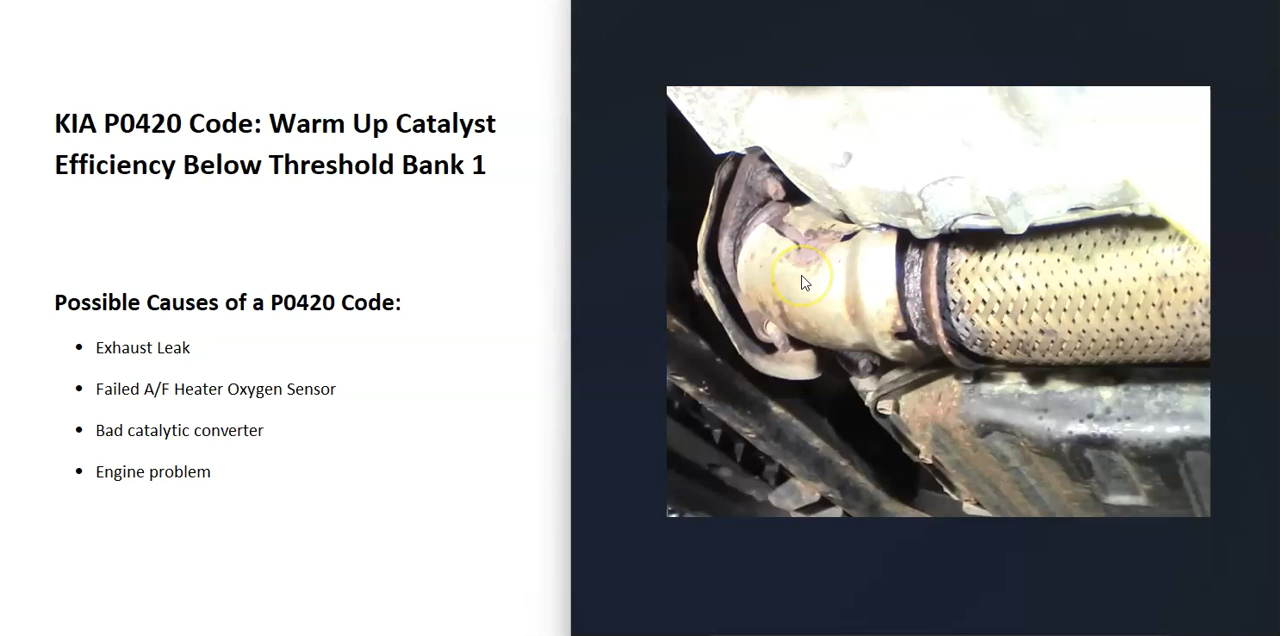 KIA P0420 Code: Warm Up Catalyst
Efficiency Below Threshold Bank 1
Possible Causes of a P0420 Code:
• Exhaust Leak
• Failed A/F Heater Oxygen Sensor
• Bad catalytic converter
• Engine problem